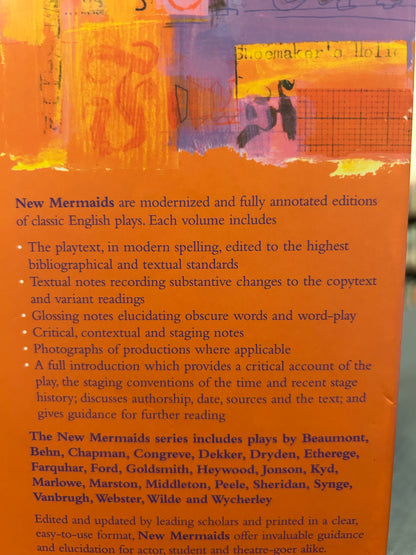 Shoemaker's Holi
New Mermaids are modernized and fully annotated editions
of classic English plays. Each volume includes
• The playtext, in modern spelling, edited to the highest
bibliographical and textual standards
• Textual notes recording substantive changes to the copytext
and variant readings
• Glossing notes elucidating obscure words and word-play
• Critical, contextual and staging notes
• Photographs of productions where applicable
• A full introduction which provides a critical account of the
play, the staging conventions of the time and recent stage
history; discusses authorship, date, sources and the text; and
gives guidance for further reading
The New Mermaids series includes plays by Beaumont,
Behn, Chapman, Congreve, Dekker, Dryden, Etherege,
Farquhar, Ford, Goldsmith, Heywood, Jonson, Kyd,
Marlowe, Marston, Middleton, Peele, Sheridan, Synge,
Vanbrugh, Webster, Wilde and Wycherley
Edited and updated by leading scholars and printed in a clear,
easy-to-use format, New Mermaids offer invaluable guidance
and elucidation for actor, student and theatre-goer alike.